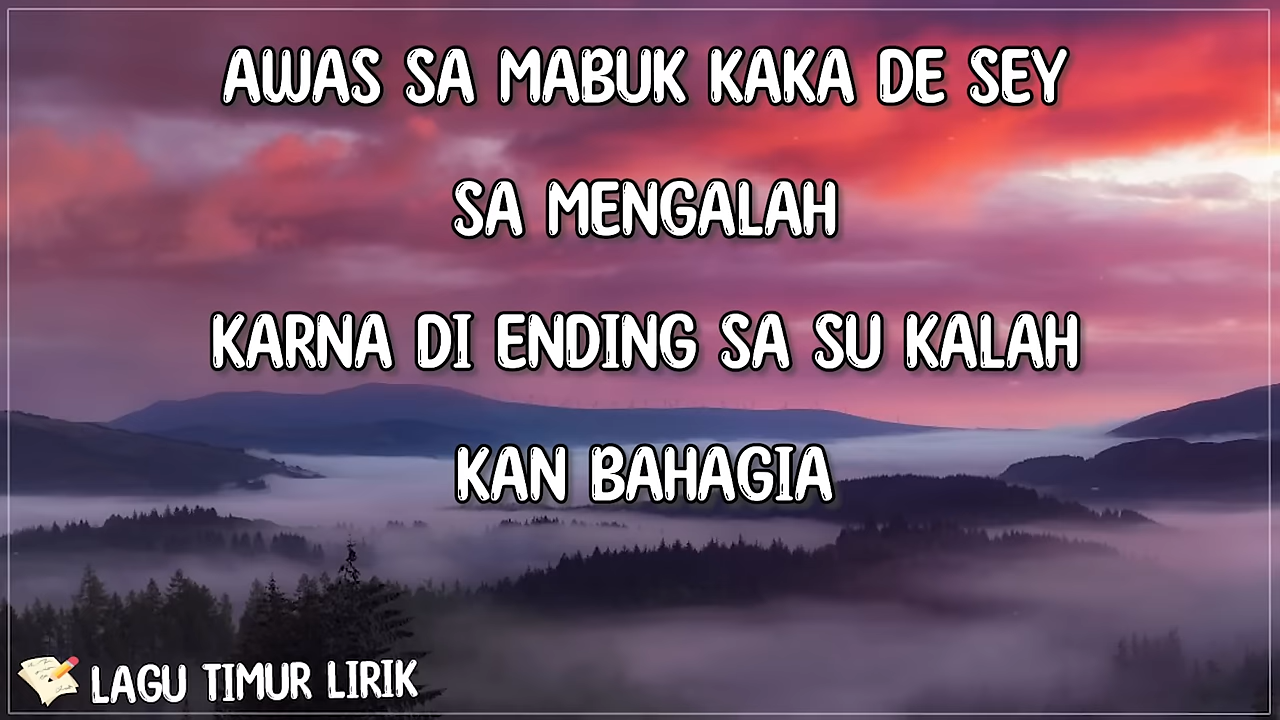 AWAS SA MABUK KAKA DE SEY
SA MENGALAH
KARNA DI ENDING SA SU KALAH
KAN BAHAGIA
LAGU TIMUR LIRIK